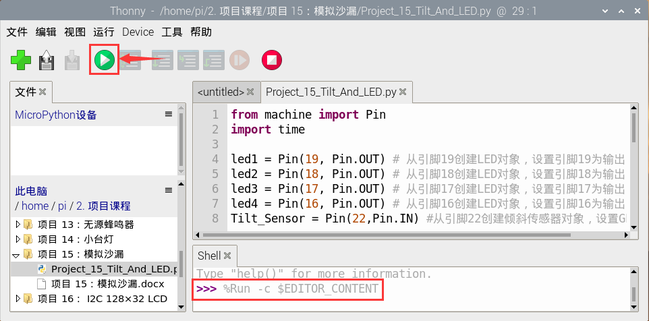 Thonny - /home/pi/2. 项目课程/项目 15：模拟沙漏/Project_15_Tilt_And_LED.py @ 29 : 1
文件 编辑 视图 运行 Device 工具 帮助
文件
MicroPython设备
此电脑
/ home / pi / 2. 项目课程
项目 13：无源蜂鸣器
项目 14：小台灯
项目 15：模拟沙漏
Project_15_Tilt_And_LED.p
项目 15：模拟沙漏.docx
项目 16： I2C 128×32 LCD
<untitled>
Project_15_Tilt_And_LED.py
1 from machine import Pin
2 import time
3
4 led1 = Pin(19, Pin.OUT) # 从引脚19创建LED对象，设置引脚19为输出
5 led2 = Pin(18, Pin.OUT) # 从引脚18创建LED对象，设置引脚18为输出
6 led3 = Pin(17, Pin.OUT) # 从引脚17创建LED对象，设置引脚17为输出
7 led4 = Pin(16, Pin.OUT) # 从引脚16创建LED对象，设置引脚16为输出
8 Tilt_Sensor = Pin(22,Pin.IN) #从引脚22创建倾斜传感器对象，设置G
Shell
Type "help()" for more information.
>>> %Run -c $EDITOR_CONTENT